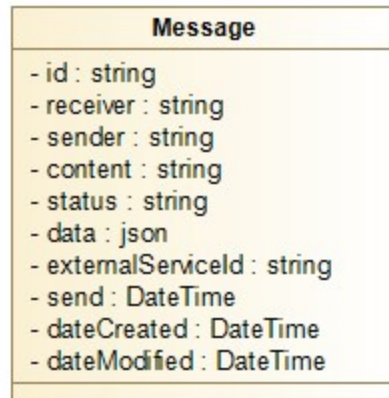 Message
- id : string
- receiver : string
- sender : string
- content : string
- status : string
- data : json
- externalServiceId : string
- send : DateTime
- dateCreated : DateTime
- dateModified : DateTime